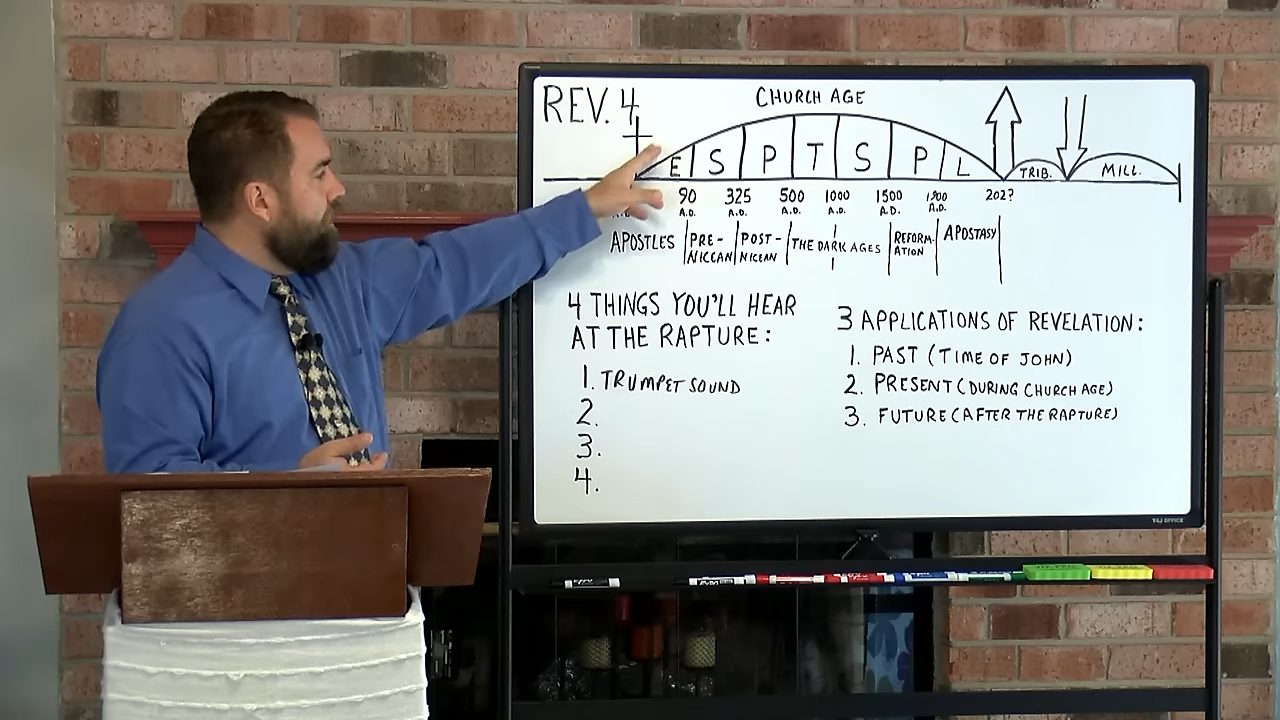 REV. 4
CHURCH AGE
E S P T S P L TRIB. MILL.
90 325 500 1000 1500 1900 202?
A.D. A.D. A.D. A.D. A.D. A.D.
APOSTLES PRE- POST- THE DARK AGES REFORM- APOSTASY
NICCAN NICEAN ATION
4 THINGS YOU'LL HEAR
AT THE RAPTURE:
1. TRUMPET SOUND
2.
3.
4.
3 APPLICATIONS OF REVELATION:
1. PAST (TIME OF JOHN)
2. PRESENT (DURING CHURCH AGE)
3. FUTURE (AFTER THE RAPTURE)